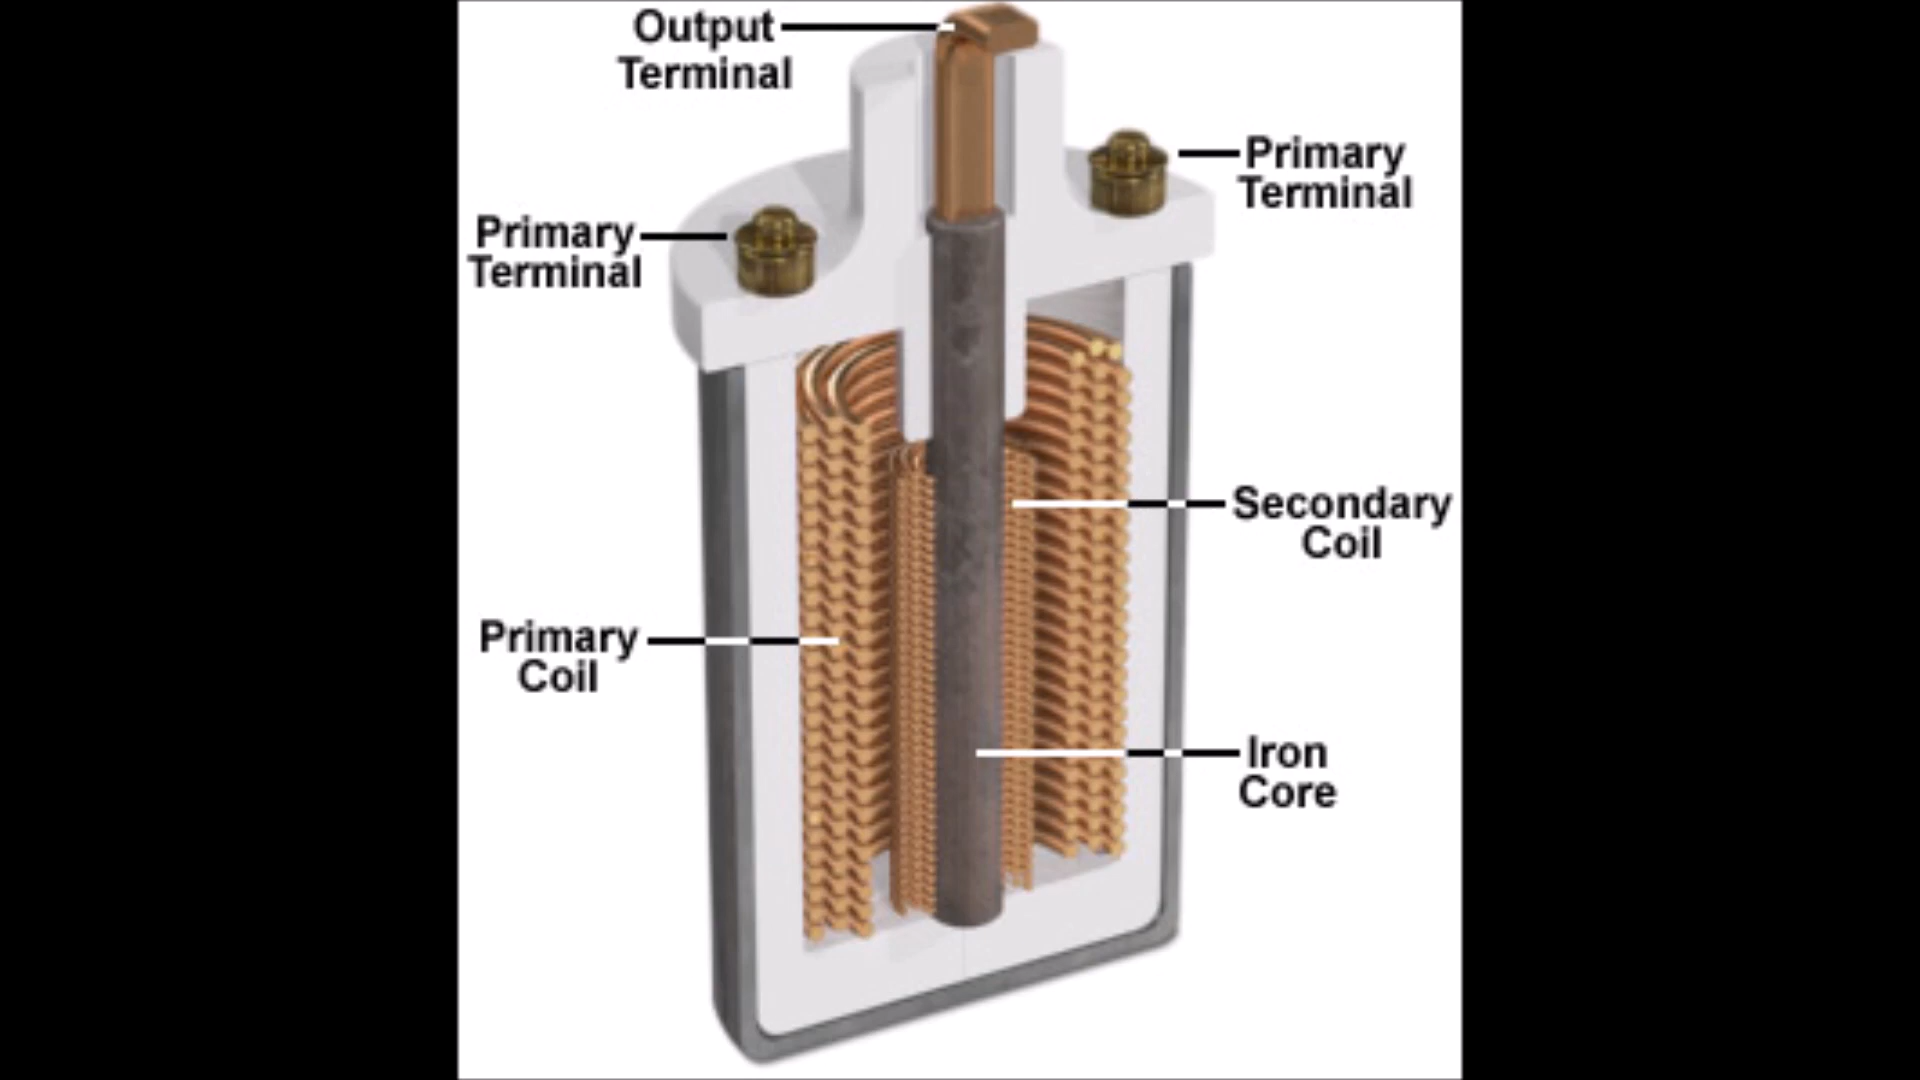 Output
Terminal
Primary
Terminal
Primary
Terminal
Secondary
Coil
Primary
Coil
Iron
Core